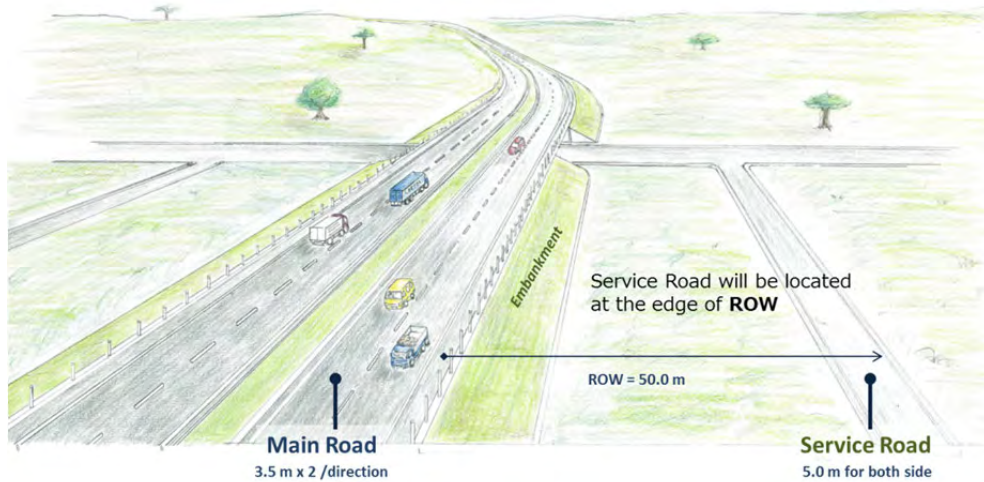 Embankment
Service Road will be located
at the edge of ROW
ROW = 50.0 m
Main Road
3.5 m x 2 /direction
Service Road
5.0 m for both side